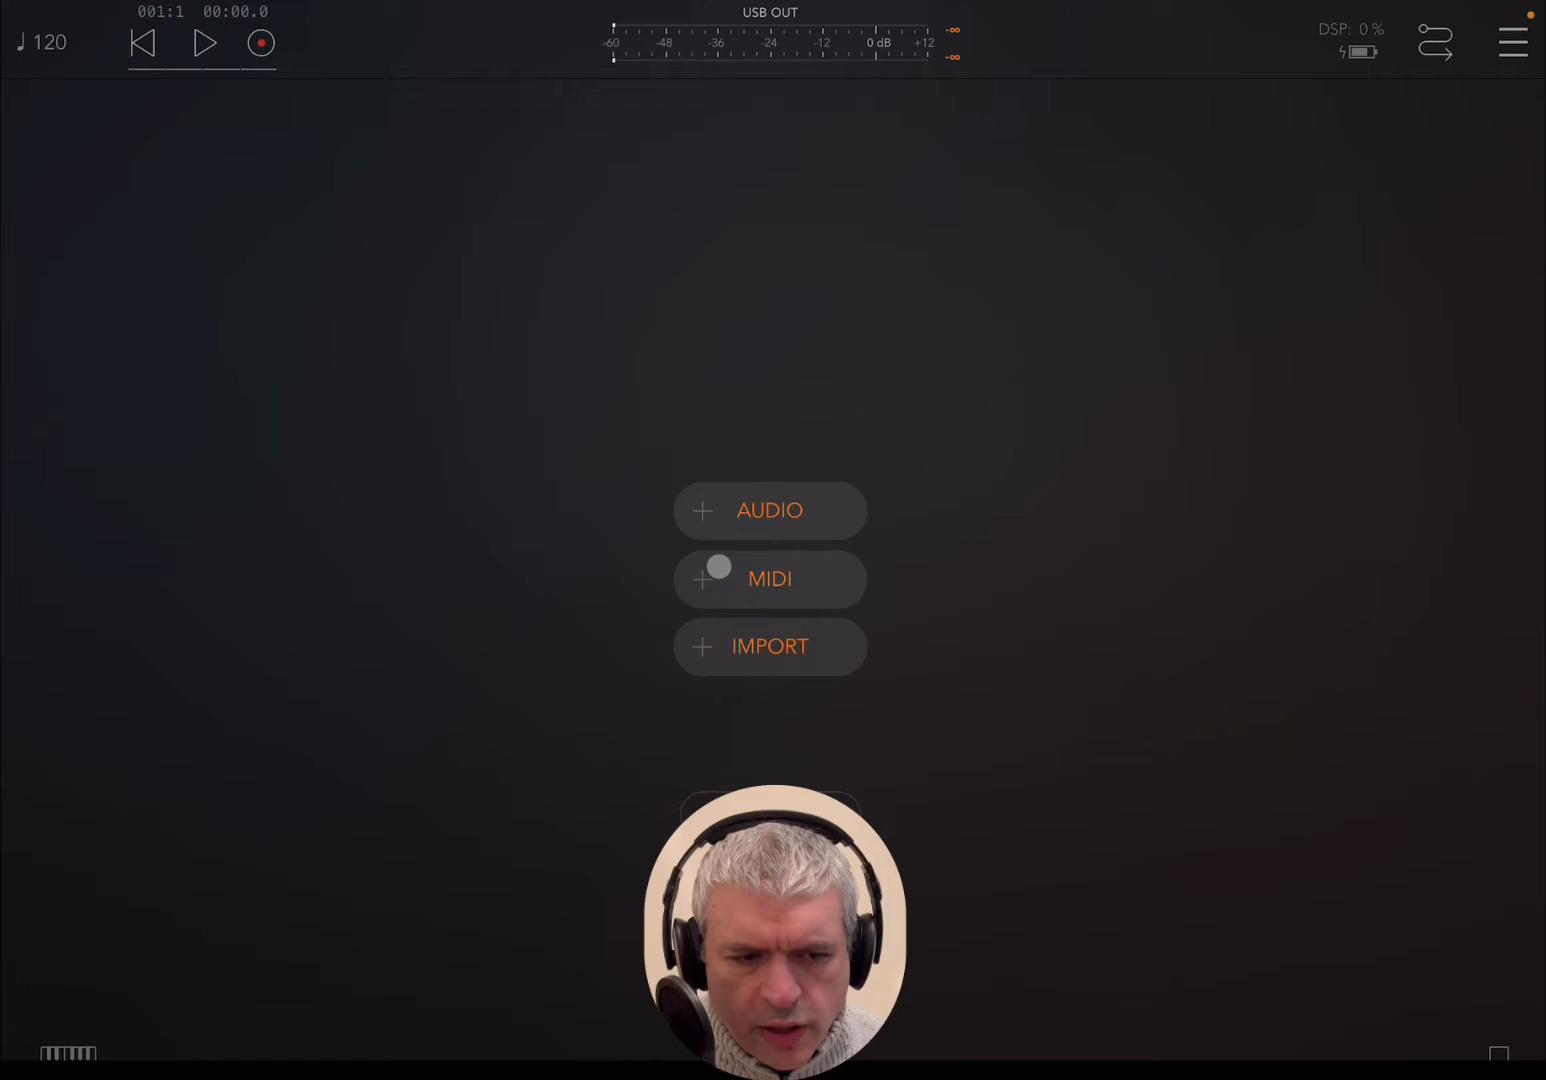 001:1 00:00.0
♩ 120
USB OUT
-60 -48 -36 -24 -12 0 dB +12
-∞
-∞
DSP: 0 %
AUDIO
MIDI
IMPORT